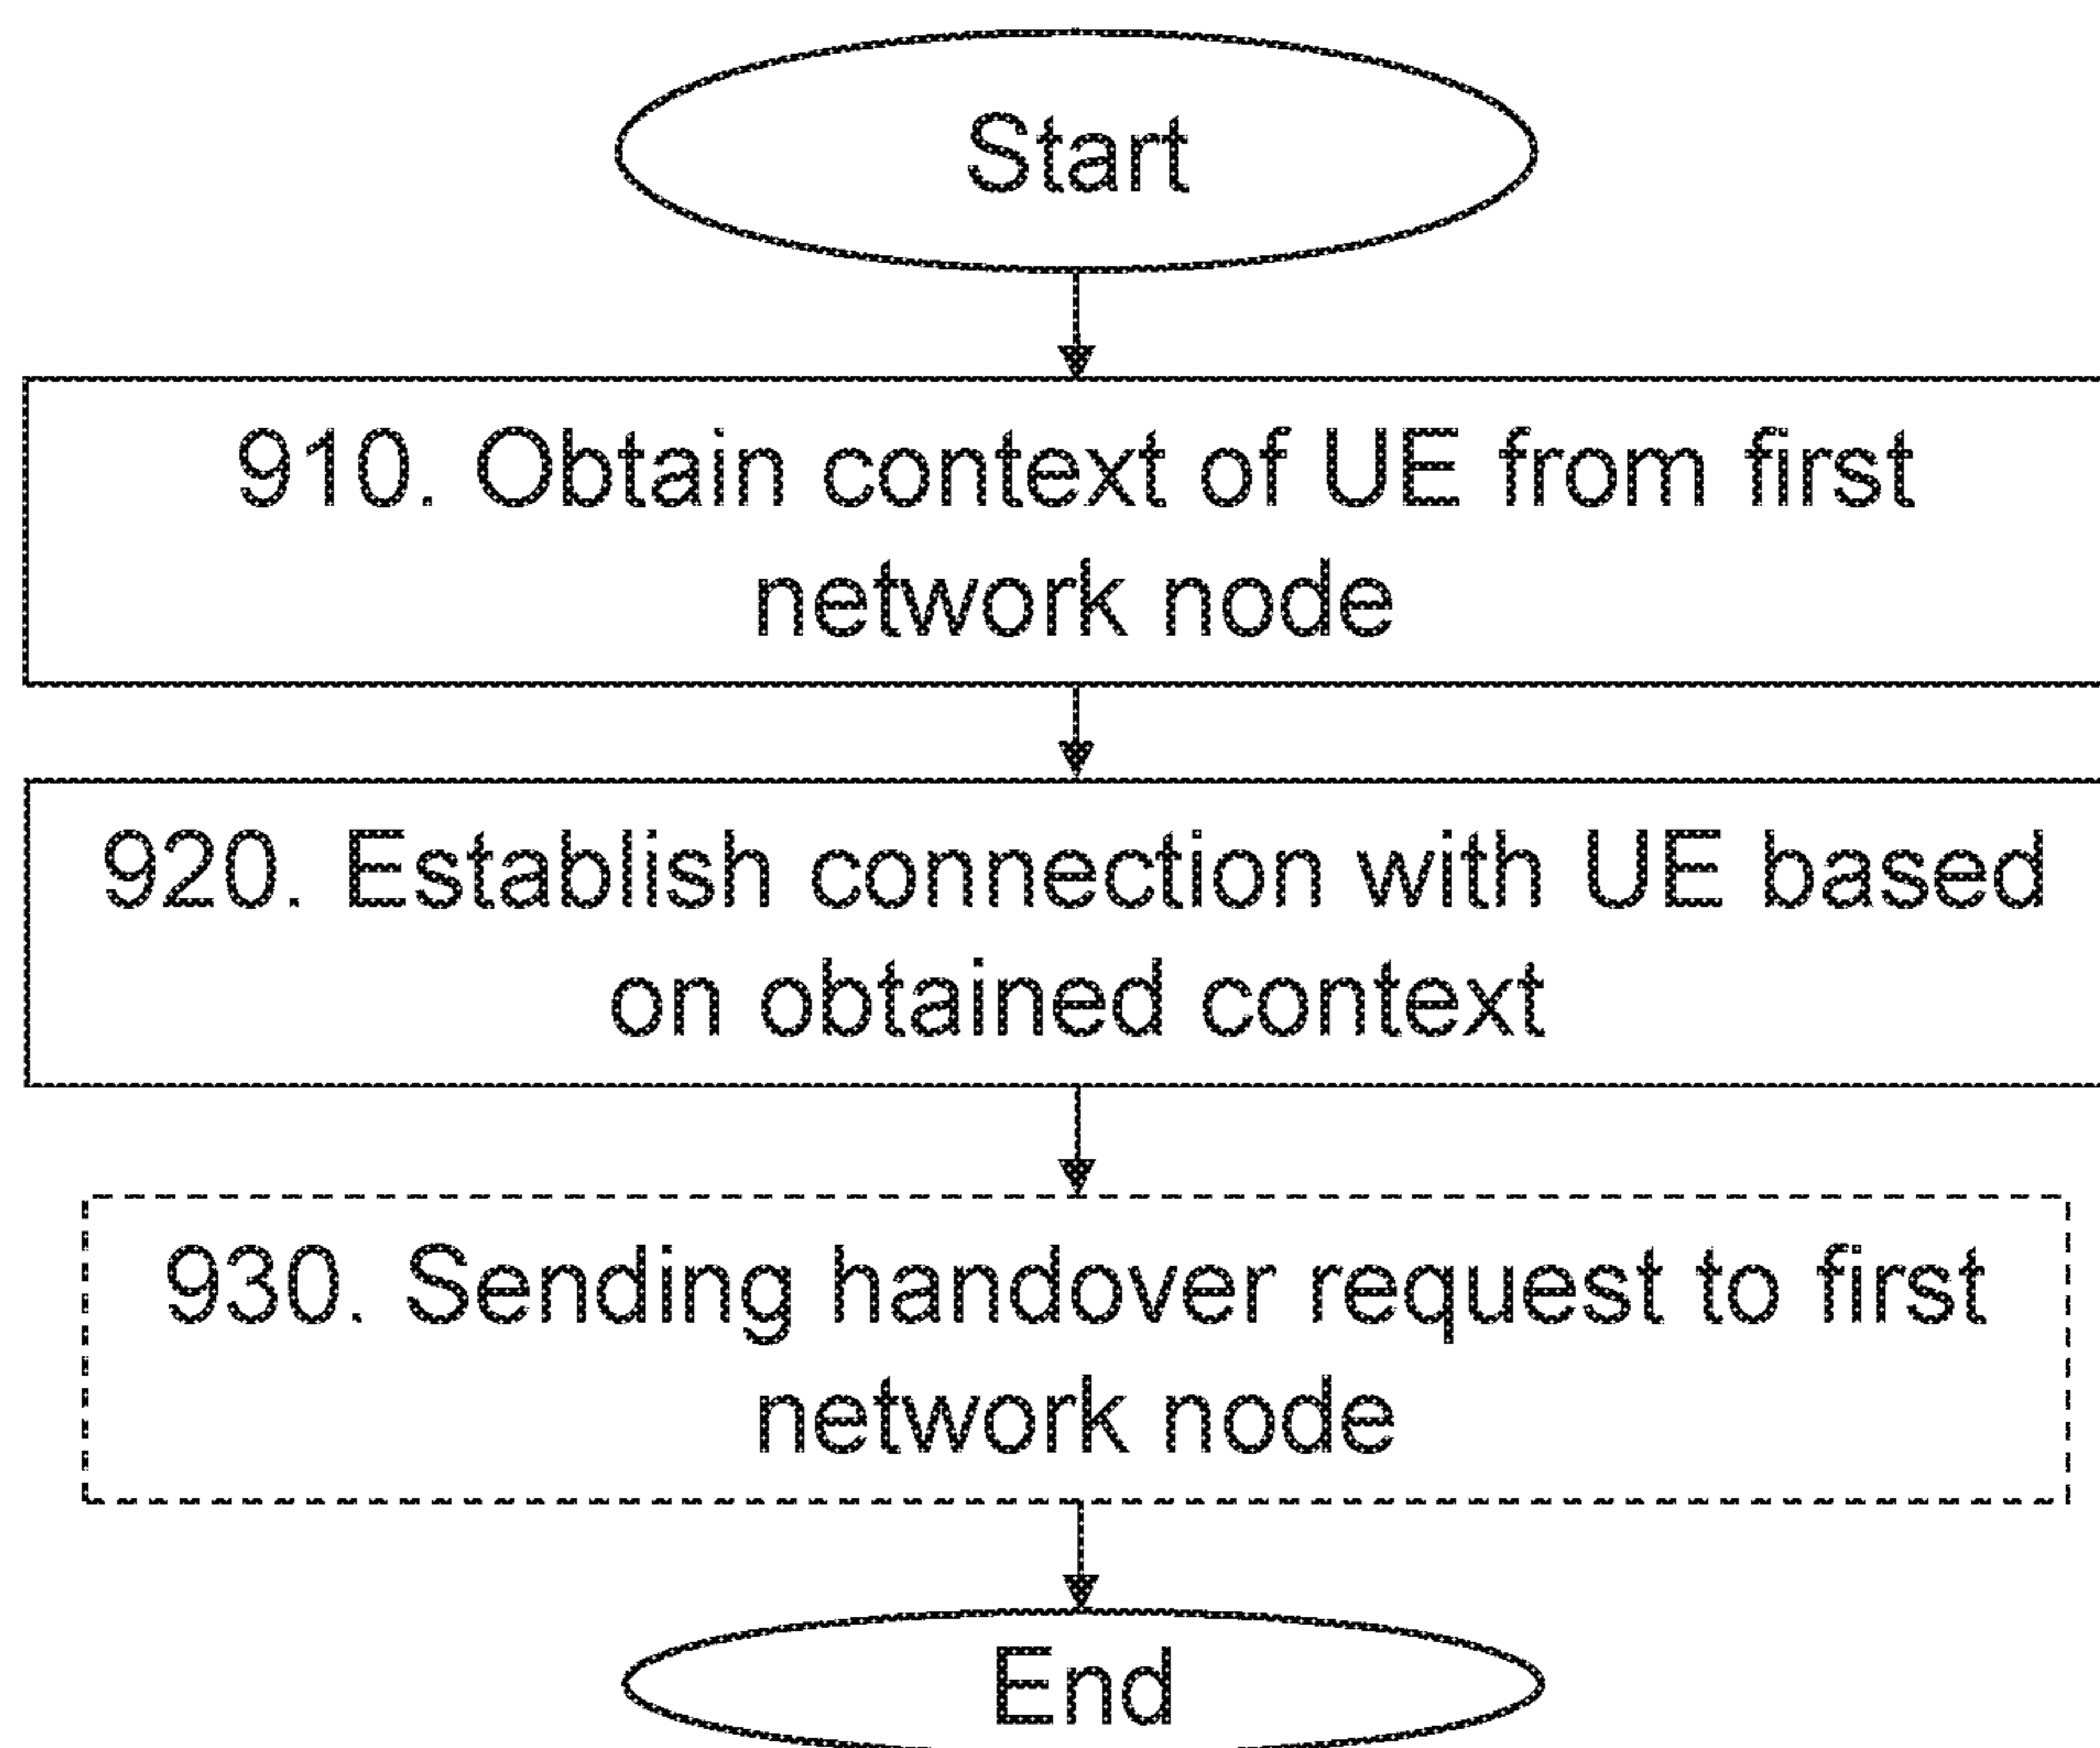 Start
910. Obtain context of UE from first
network node
920. Establish connection with UE based
on obtained context
930. Sending handover request to first
network node
End